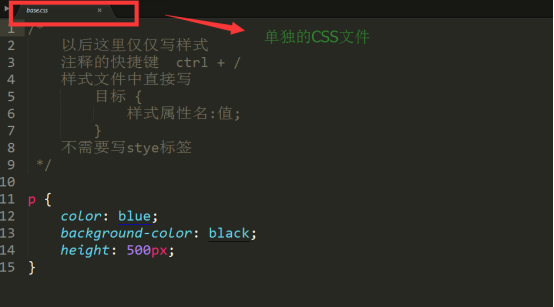 base.css ×
单独的CSS文件
1 /*
2 以后这里仅仅写样式
3 注释的快捷键 ctrl + /
4 样式文件中直接写
5 目标 {
6 样式属性名:值;
7 }
8 不需要写stye标签
9 */
10
11 p {
12 color: blue;
13 background-color: black;
14 height: 500px;
15 }